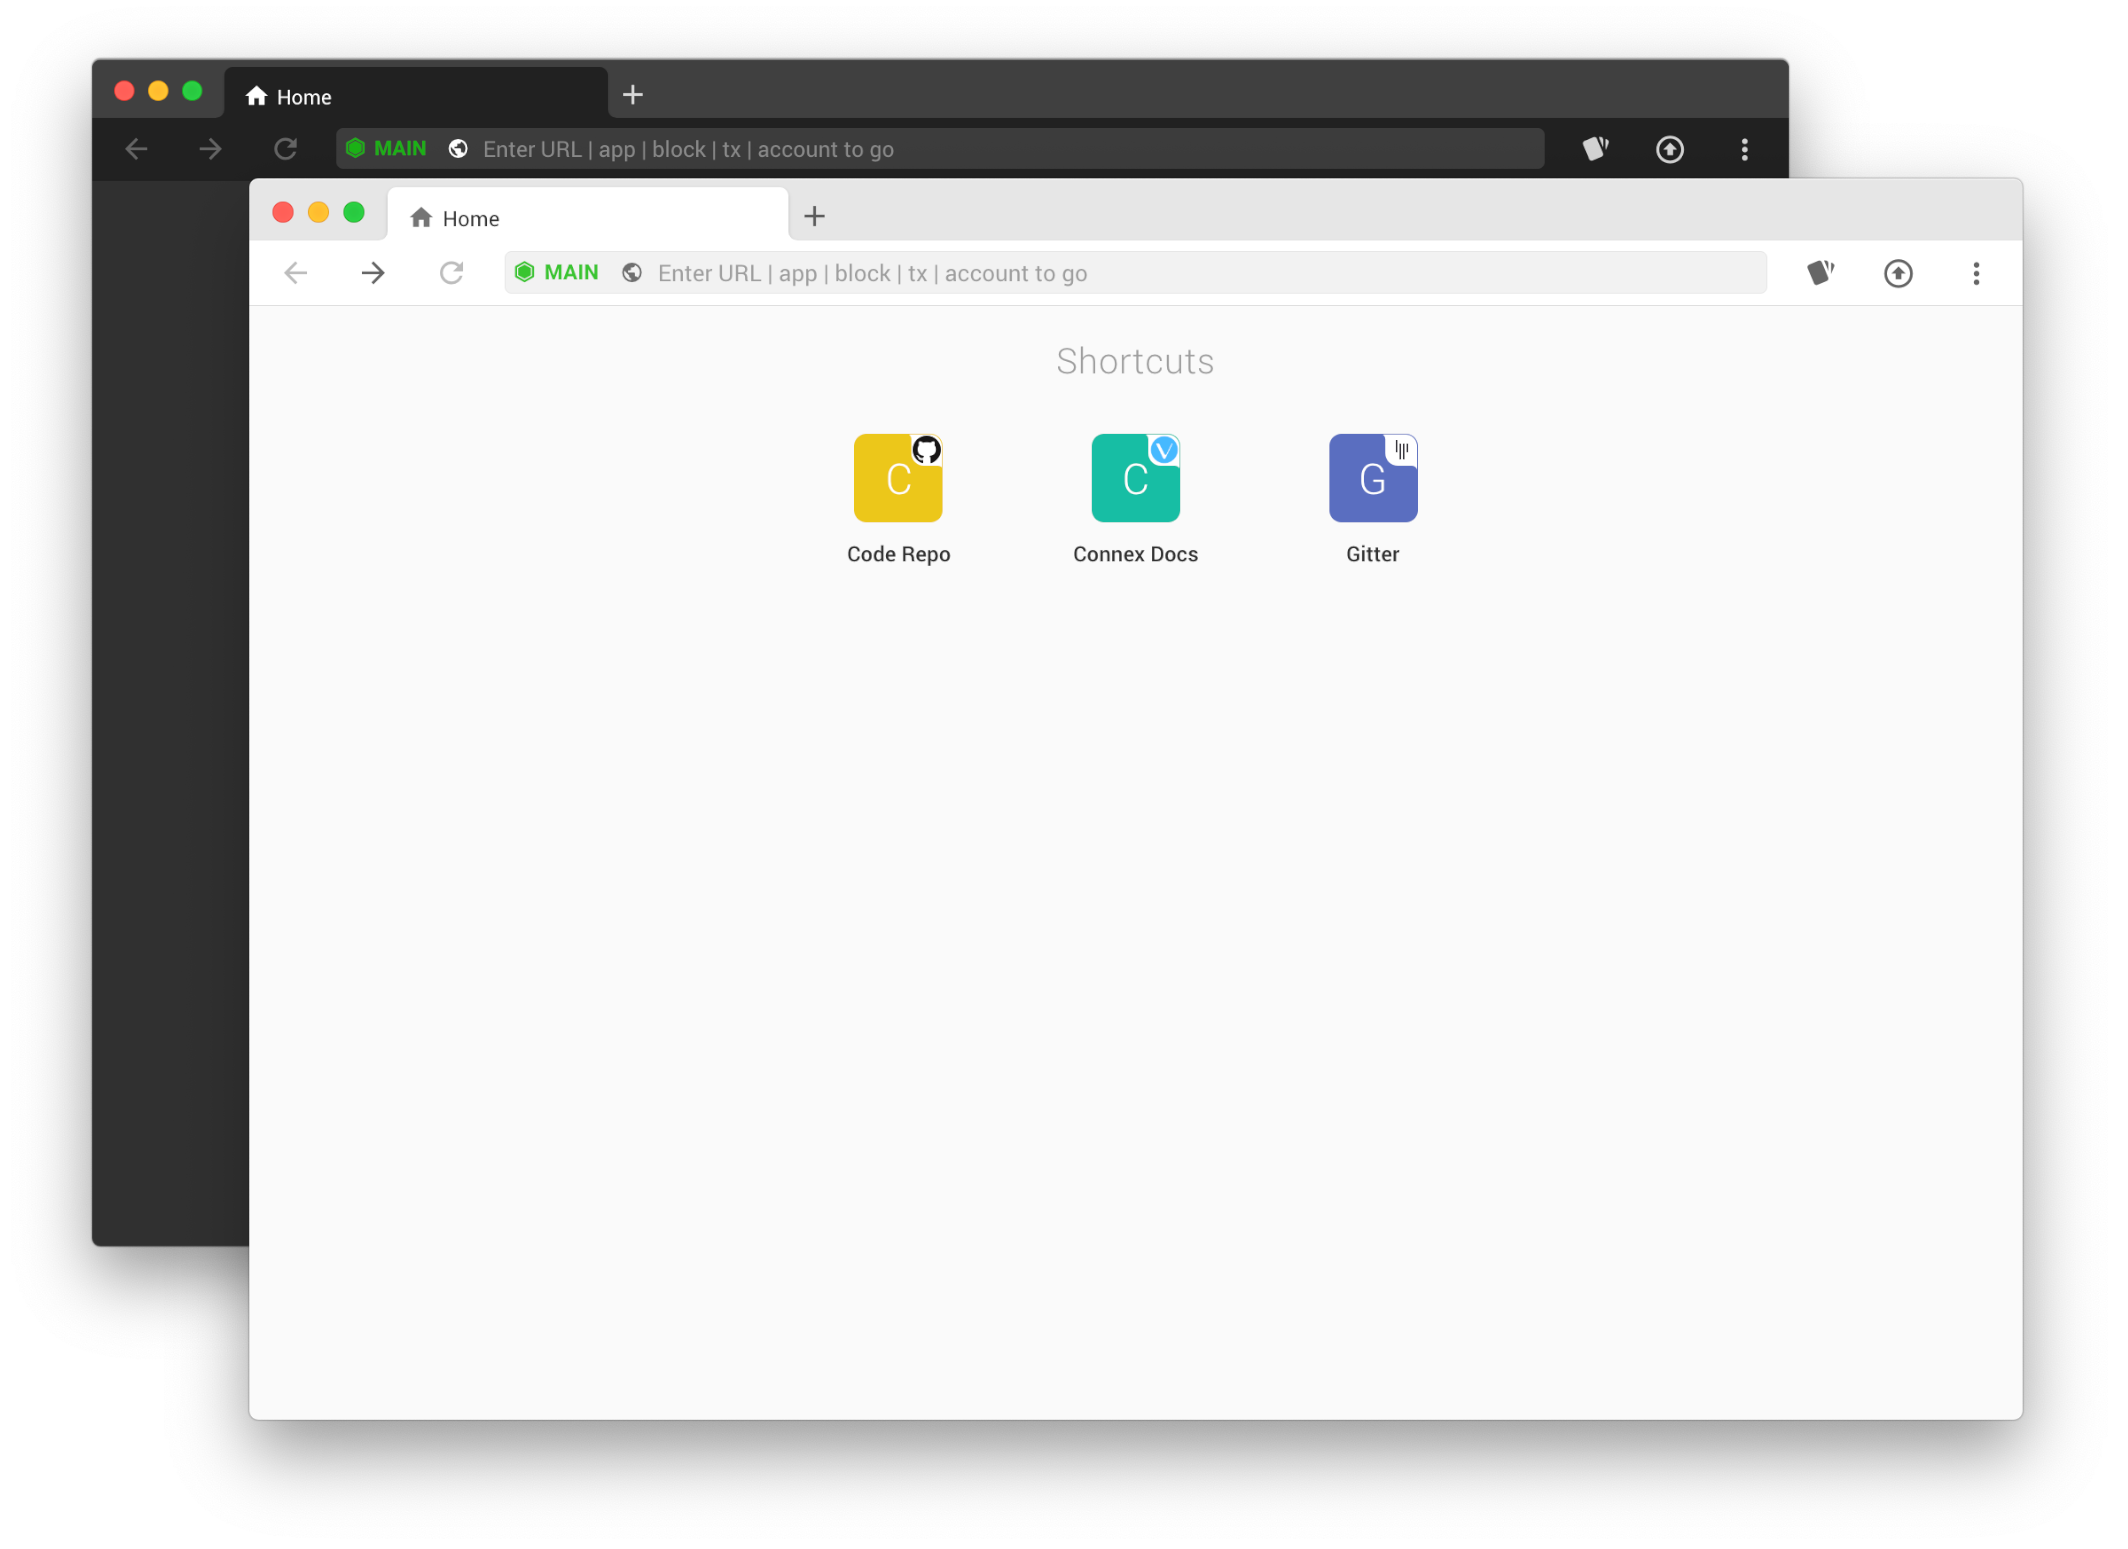 Home
MAIN Enter URL | app | block | tx | account to go
Home
MAIN Enter URL | app | block | tx | account to go
Shortcuts
C C V G
Code Repo Connex Docs Gitter